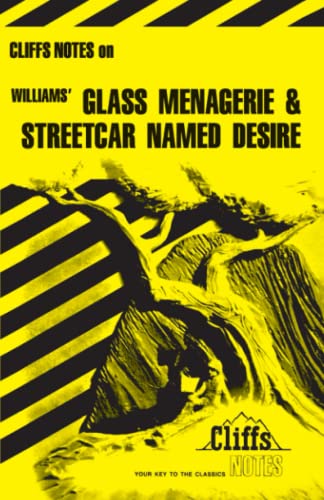 CLIFFS NOTES on
WILLIAMS' GLASS MENAGERIE &
STREETCAR NAMED DESIRE
Cliffs
NOTES
YOUR KEY TO THE CLASSICS